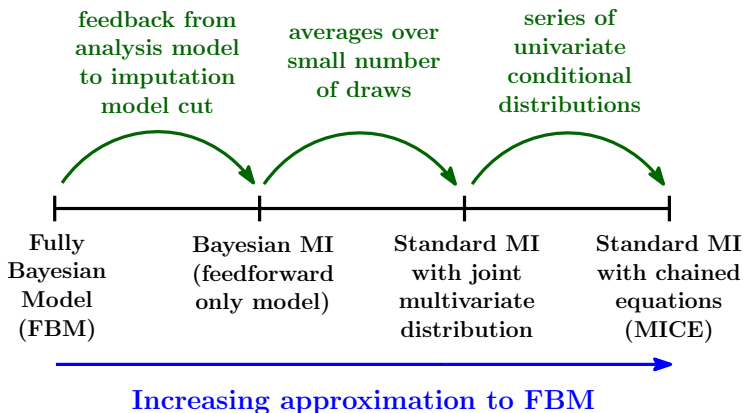 feedback from
analysis model
to imputation
model cut
averages over
small number
of draws
series of
univariate
conditional
distributions
Fully
Bayesian
Model
(FBM)
Bayesian MI
(feedforward
only model)
Standard MI
with joint
multivariate
distribution
Standard MI
with chained
equations
(MICE)
Increasing approximation to FBM